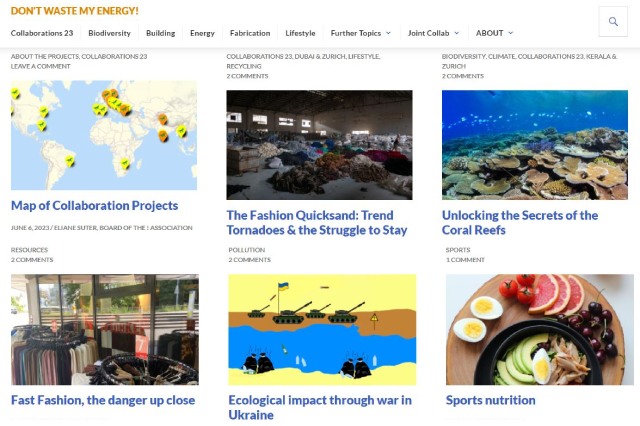 DON'T WASTE MY ENERGY!
Collaborations 23 Biodiversity Building Energy Fabrication Lifestyle Further Topics Joint Collab ABOUT
ABOUT THE PROJECTS, COLLABORATIONS 23
LEAVE A COMMENT
Map of Collaboration Projects
JUNE 6, 2023 / ELIANE SUTER, BOARD OF THE I ASSOCIATION
COLLABORATIONS 23, DUBAI & ZURICH, LIFESTYLE,
RECYCLING
2 COMMENTS
The Fashion Quicksand: Trend
Tornadoes & the Struggle to Stay
BIODIVERSITY, CLIMATE, COLLABORATIONS 23, KERALA &
ZURICH
2 COMMENTS
Unlocking the Secrets of the
Coral Reefs
RESOURCES
2 COMMENTS
Fast Fashion, the danger up close
POLLUTION
2 COMMENTS
Ecological impact through war in
Ukraine
SPORTS
1 COMMENT
Sports nutrition